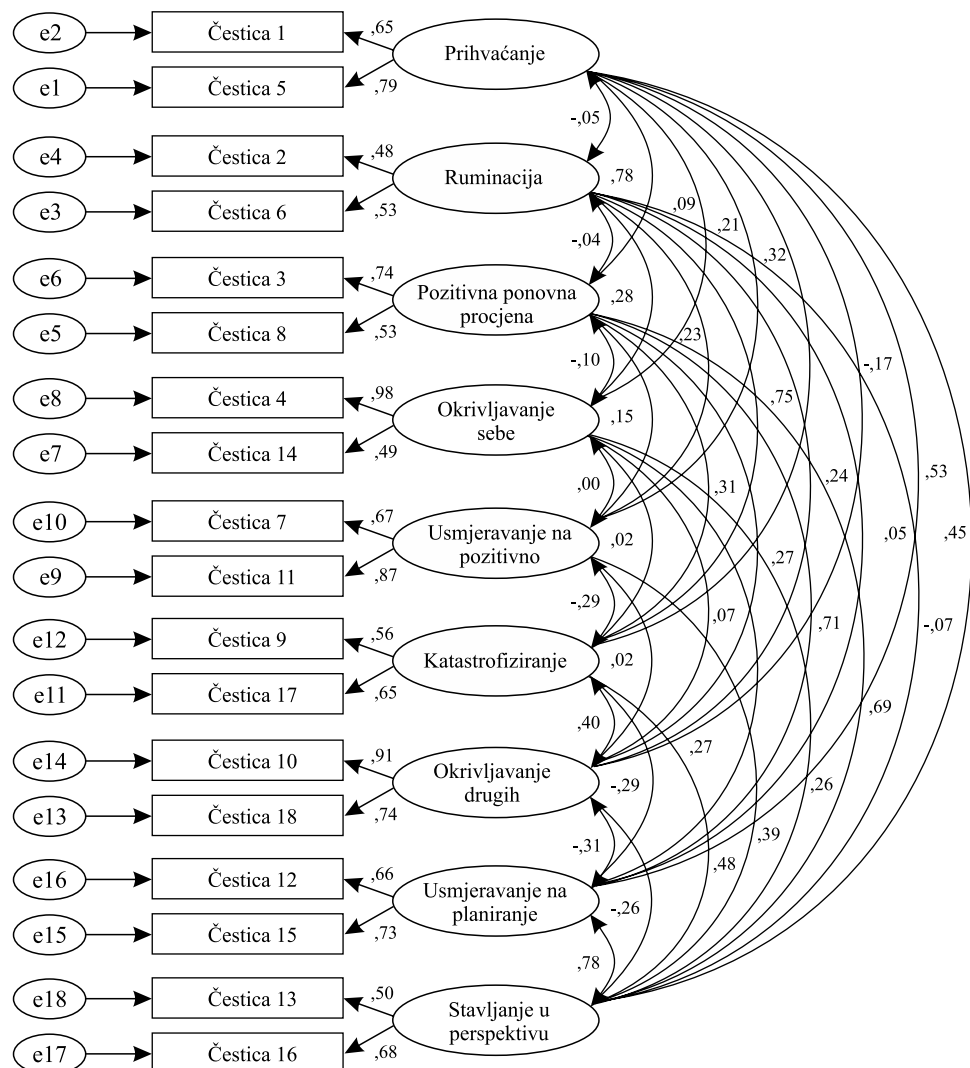 e2
Čestica 1
,65
Prihvaćanje
e1
Čestica 5
,79
-,05
e4
Čestica 2
,48
Ruminacija
,78
,09
,21
,32
e3
Čestica 6
,53
-,04
e6
Čestica 3
,74
Pozitivna ponovna
procjena
,28
,23
-,17
e5
Čestica 8
,53
-,10
e8
Čestica 4
,98
Okrivljavanje
sebe
,15
,75
e7
Čestica 14
,49
,00
,31
,24
,53
e10
Čestica 7
,67
Usmjeravanje na
pozitivno
,02
,27
,05
,45
e9
Čestica 11
,87
-,29
e12
Čestica 9
,56
Katastrofiziranje
,02
,07
,71
-,07
e11
Čestica 17
,65
,40
,27
,69
e14
Čestica 10
,91
Okrivljavanje
drugih
-,29
,26
e13
Čestica 18
,74
-,31
,48
,39
e16
Čestica 12
,66
Usmjeravanje na
planiranje
-,26
e15
Čestica 15
,73
,78
e18
Čestica 13
,50
Stavljanje u
perspektivu
e17
Čestica 16
,68